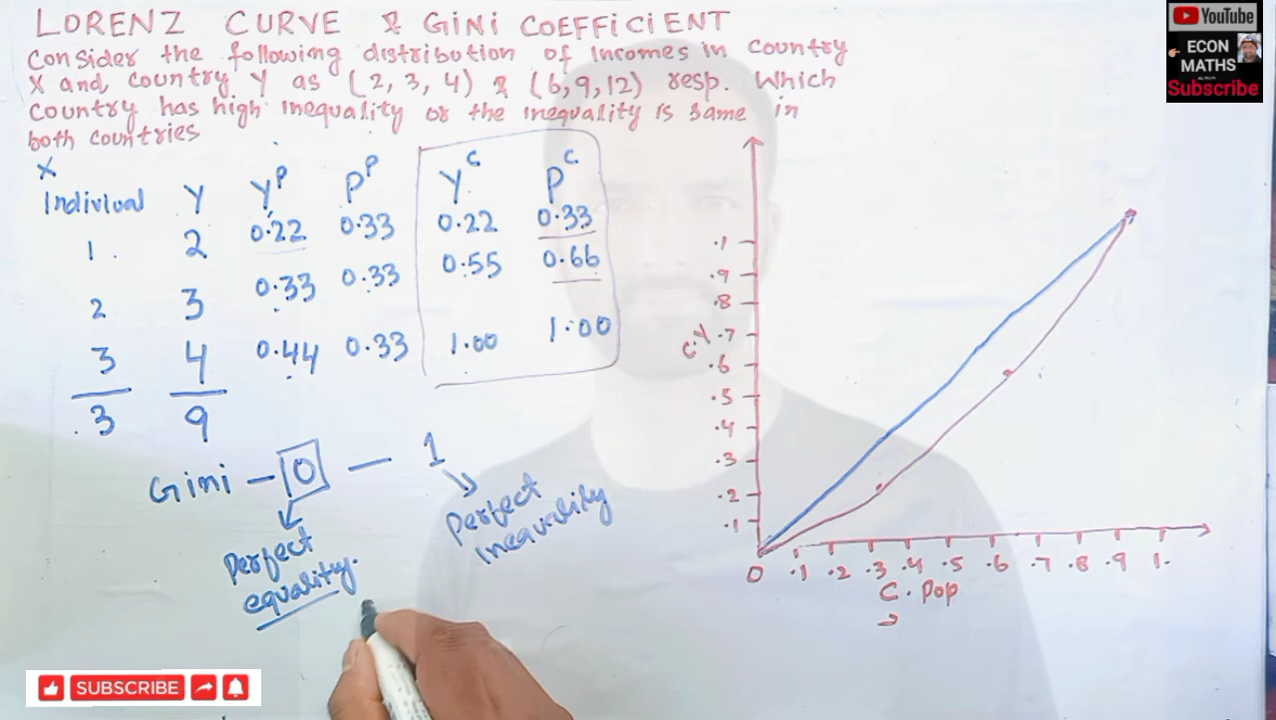 LORENZ CURVE & GINI COEFFICIENT
Consider the following distribution of Incomes in Country
X and Country Y as (2, 3, 4) & (6, 9, 12) resp. Which
Country has high inequality or the inequality is same in
both countries
YouTube
ECON
MATHS
Subscribe
X
Indiviual Y Y^P P^P Y^C P^C
1. 2 0.22 0.33 0.22 0.33
2 3 0.33 0.33 0.55 0.66
3 4 0.44 0.33 1.00 1.00
3 9
Gini - 0 - 1
Perfect equality.
Perfect inequality
C.Y
.1
.9
.8
.7
.6
.5
.4
.3
.2
.1
0 .1 .2 .3 .4 .5 .6 .7 .8 .9 1.
C. Pop
SUBSCRIBE